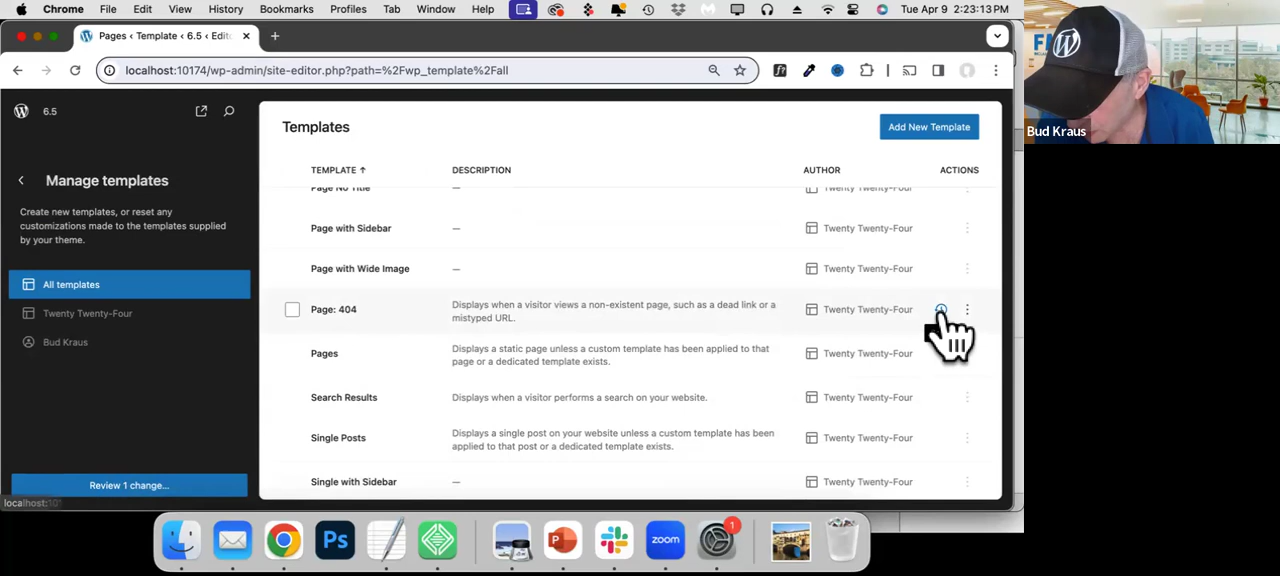 Chrome File Edit View History Bookmarks Profiles Tab Window Help Tue Apr 9 2:23:13 PM
Pages ‹ Template ‹ 6.5 ‹ Edit
localhost:10174/wp-admin/site-editor.php?path=%2Fwp_template%2Fall
Bud Kraus
6.5
Manage templates
Create new templates, or reset any
customizations made to the templates supplied
by your theme.
All templates
Twenty Twenty-Four
Bud Kraus
Review 1 change...
Templates
Add New Template
TEMPLATE DESCRIPTION AUTHOR ACTIONS
Page No Title — Twenty Twenty-Four
Page with Sidebar — Twenty Twenty-Four
Page with Wide Image — Twenty Twenty-Four
Page: 404 Displays when a visitor views a non-existent page, such as a dead link or a
mistyped URL. Twenty Twenty-Four
Pages Displays a static page unless a custom template has been applied to that
page or a dedicated template exists. Twenty Twenty-Four
Search Results Displays when a visitor performs a search on your website. Twenty Twenty-Four
Single Posts Displays a single post on your website unless a custom template has been
applied to that post or a dedicated template exists. Twenty Twenty-Four
Single with Sidebar — Twenty Twenty-Four
Ps
P
zoom
1